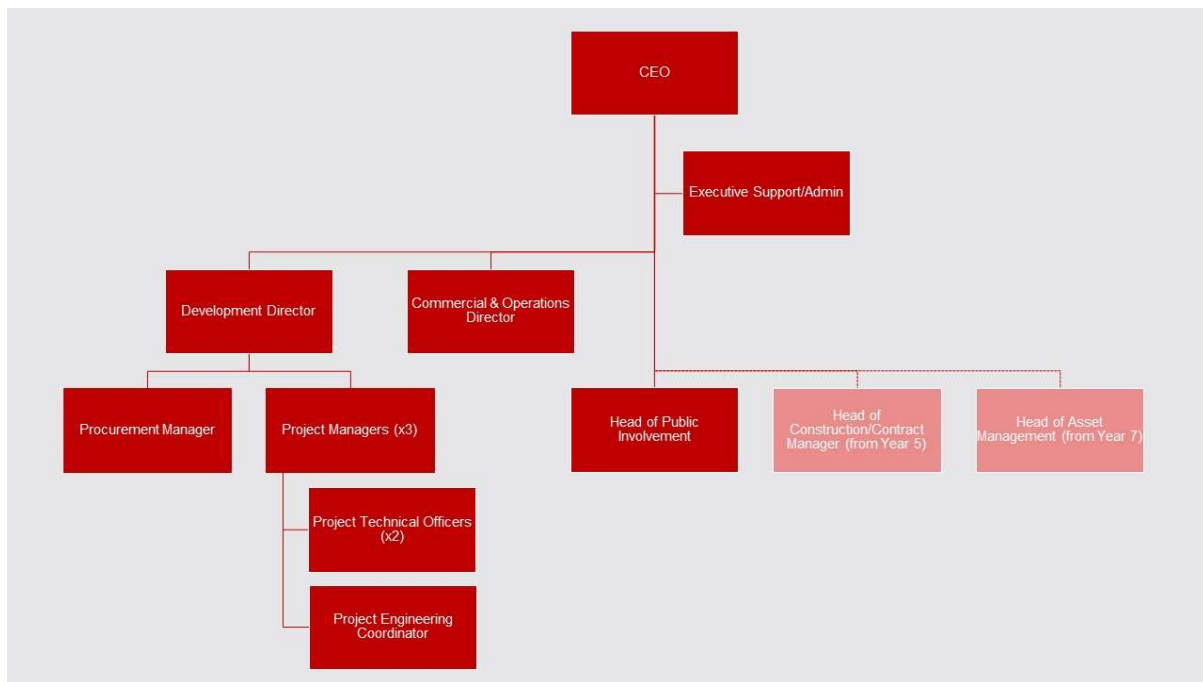 CEO
Executive Support/Admin
Development Director
Commercial & Operations
Director
Procurement Manager
Project Managers (x3)
Head of Public
Involvement
Head of
Construction/Contract
Manager (from Year 5)
Head of Asset
Management (from Year 7)
Project Technical Officers
(x2)
Project Engineering
Coordinator